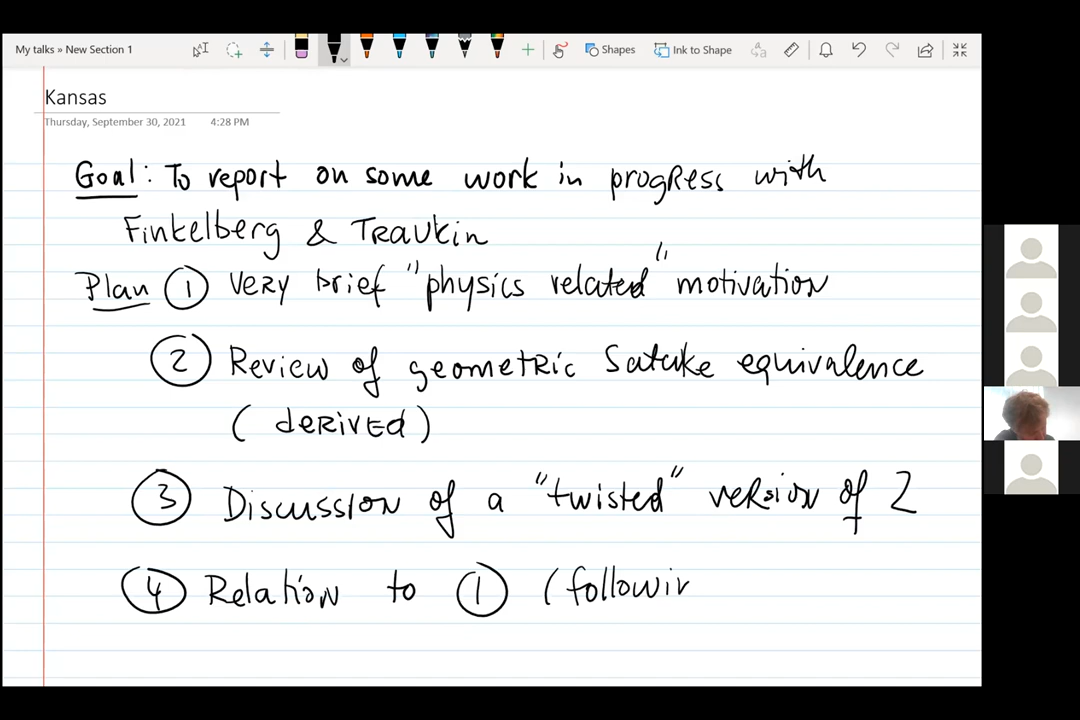 My talks » New Section 1
Shapes
Ink to Shape
Kansas
Thursday, September 30, 2021 4:28 PM
Goal: To report on some work in progress with
Finkelberg & Travkin
Plan ① Very brief "physics related" motivation
② Review of geometric Satake equivalence
(derived)
③ Discussion of a "twisted" version of 2
④ Relation to ① (followin